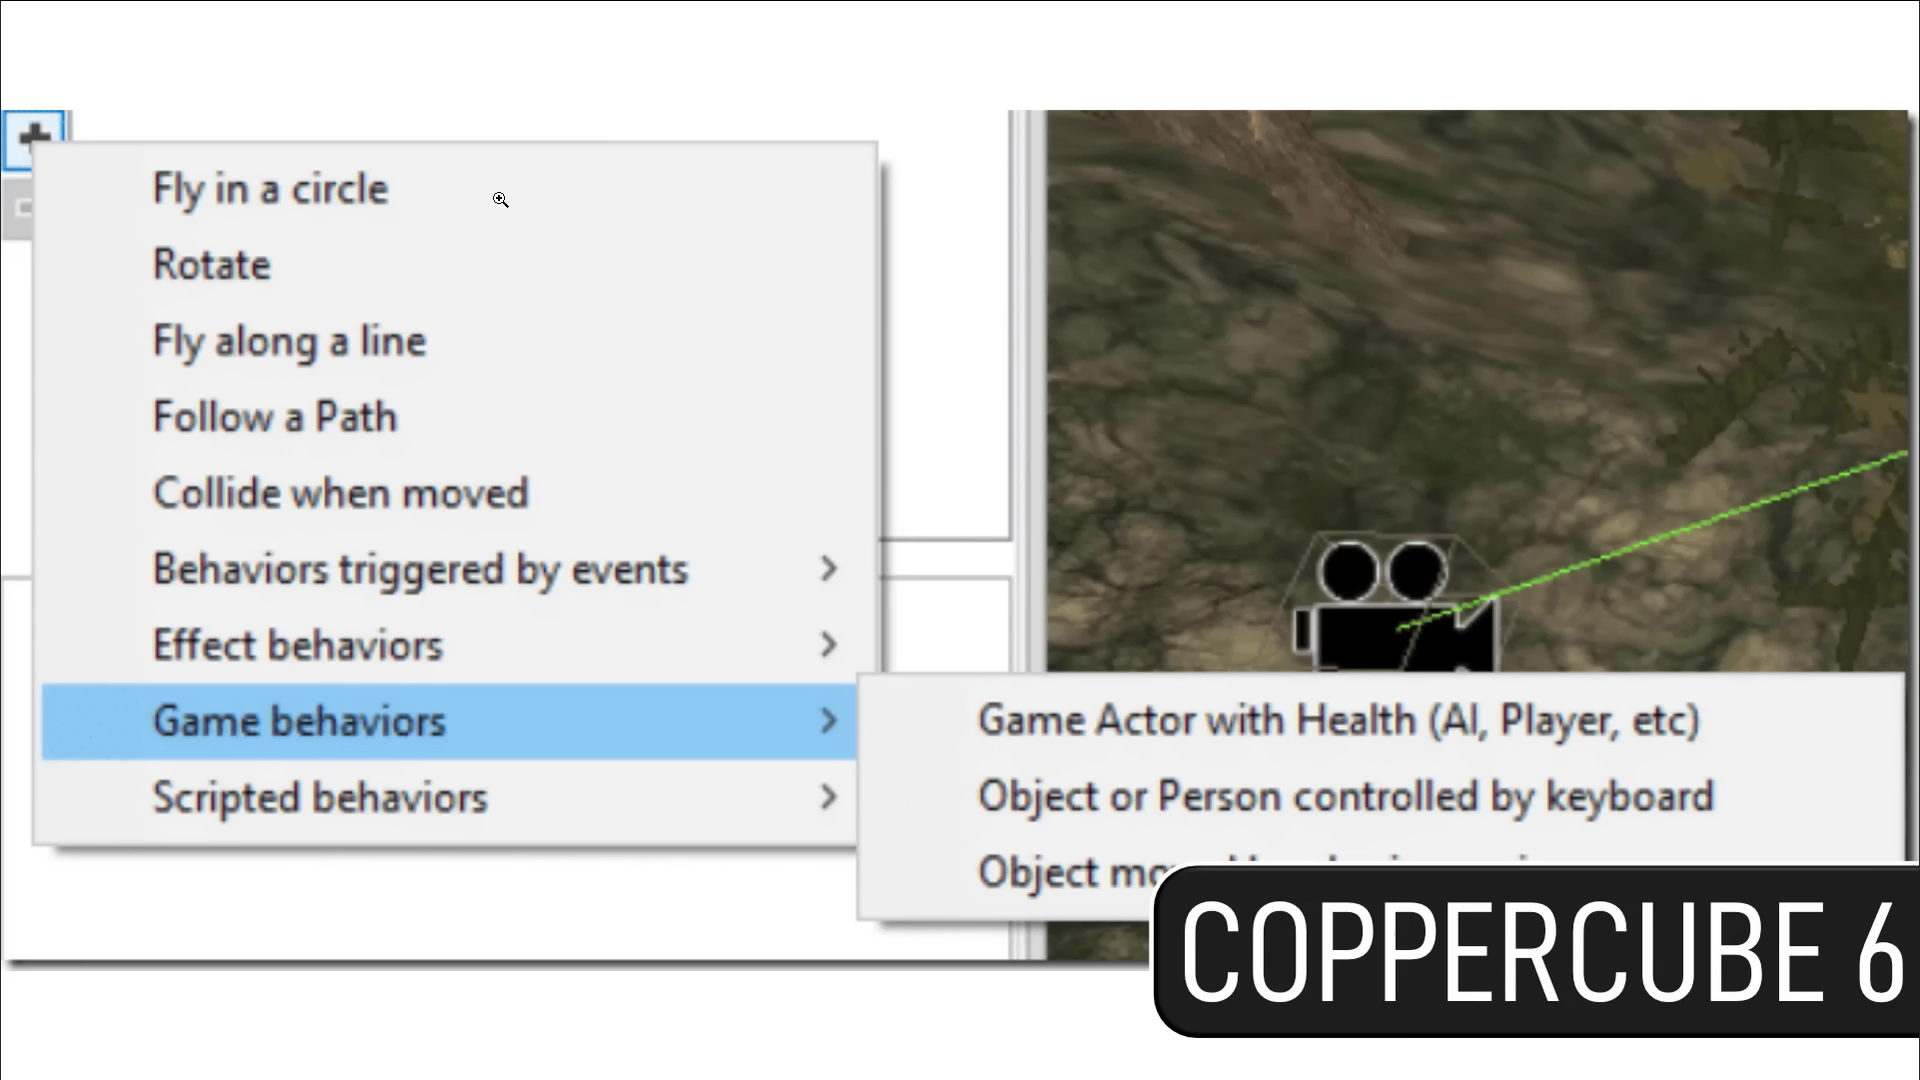 Fly in a circle
Rotate
Fly along a line
Follow a Path
Collide when moved
Behaviors triggered by events
Effect behaviors
Game behaviors
Scripted behaviors
Game Actor with Health (AI, Player, etc)
Object or Person controlled by keyboard
Object
COPPERCUBE 6